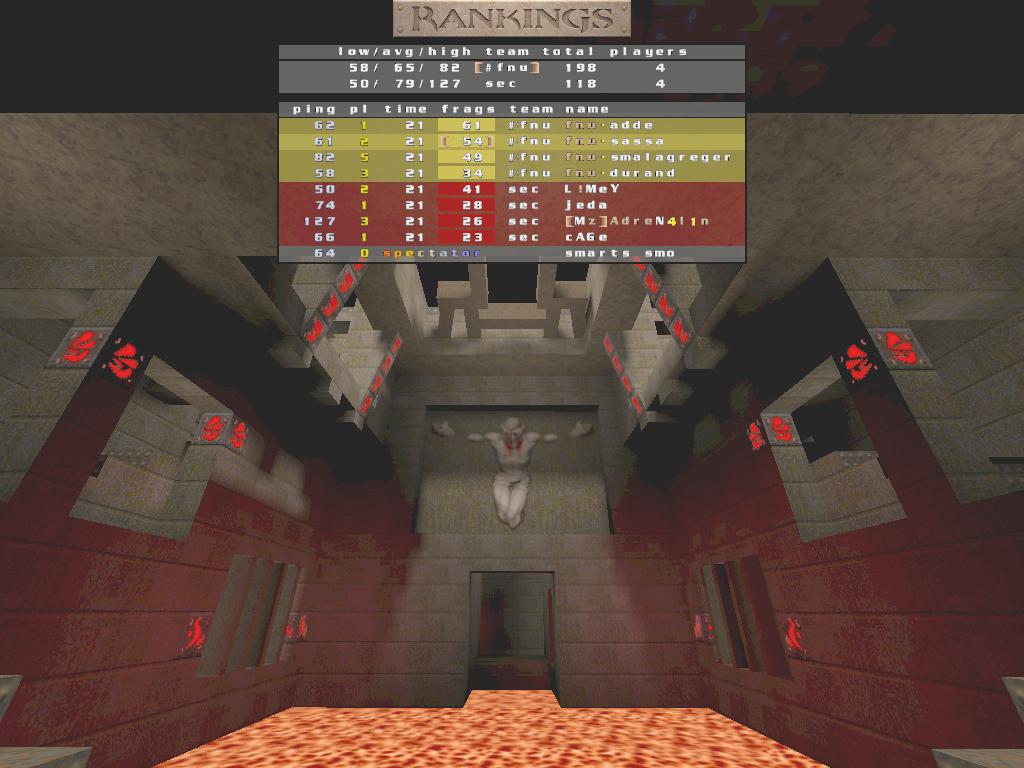 RANKINGS
low/avg/high team total players
58/ 65/ 82 [#fnu] 198 4
50/ 79/127 sec 118 4
ping pl time frags team name
62 1 21 61 #fnu fnu·adde
61 2 21 [ 54] #fnu fnu·sassa
82 5 21 49 #fnu fnu·smalagreger
58 3 21 34 #fnu fnu·durand
50 2 21 41 sec L!MeY
74 1 21 28 sec jeda
127 3 21 26 sec [Mz]AdreN4l1n
66 1 21 23 sec cAGe
64 0 spectator smarts smo